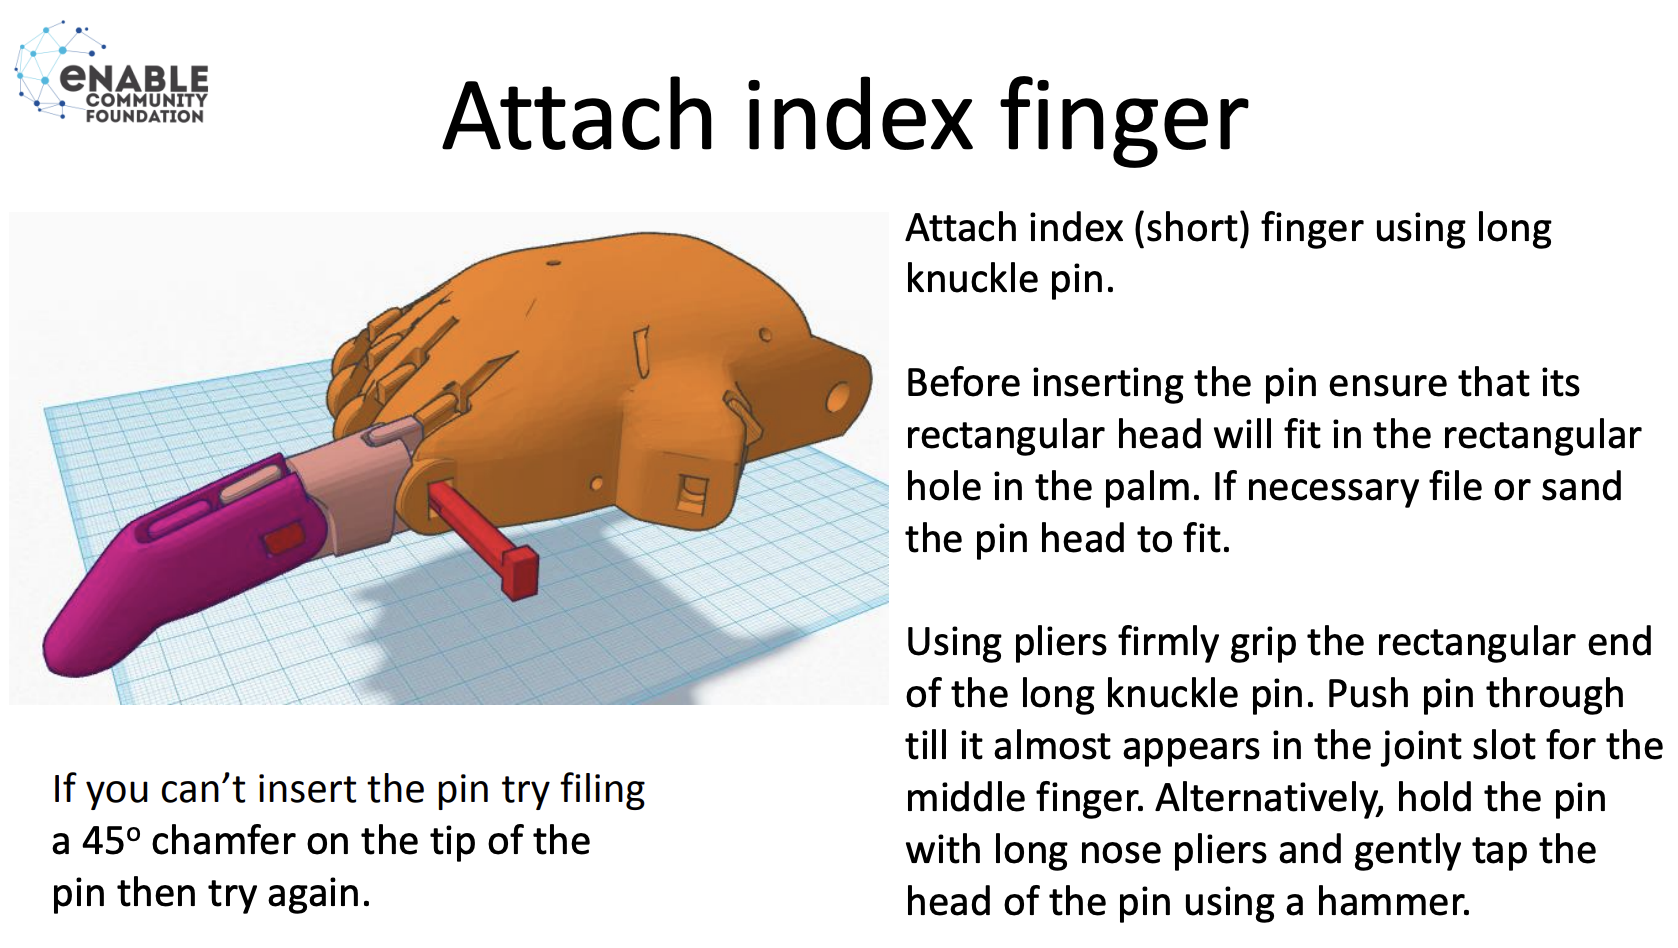 eNABLE
COMMUNITY
FOUNDATION
Attach index finger
Attach index (short) finger using long
knuckle pin.
Before inserting the pin ensure that its
rectangular head will fit in the rectangular
hole in the palm. If necessary file or sand
the pin head to fit.
Using pliers firmly grip the rectangular end
of the long knuckle pin. Push pin through
till it almost appears in the joint slot for the
middle finger. Alternatively, hold the pin
with long nose pliers and gently tap the
head of the pin using a hammer.
If you can’t insert the pin try filing
a 45º chamfer on the tip of the
pin then try again.